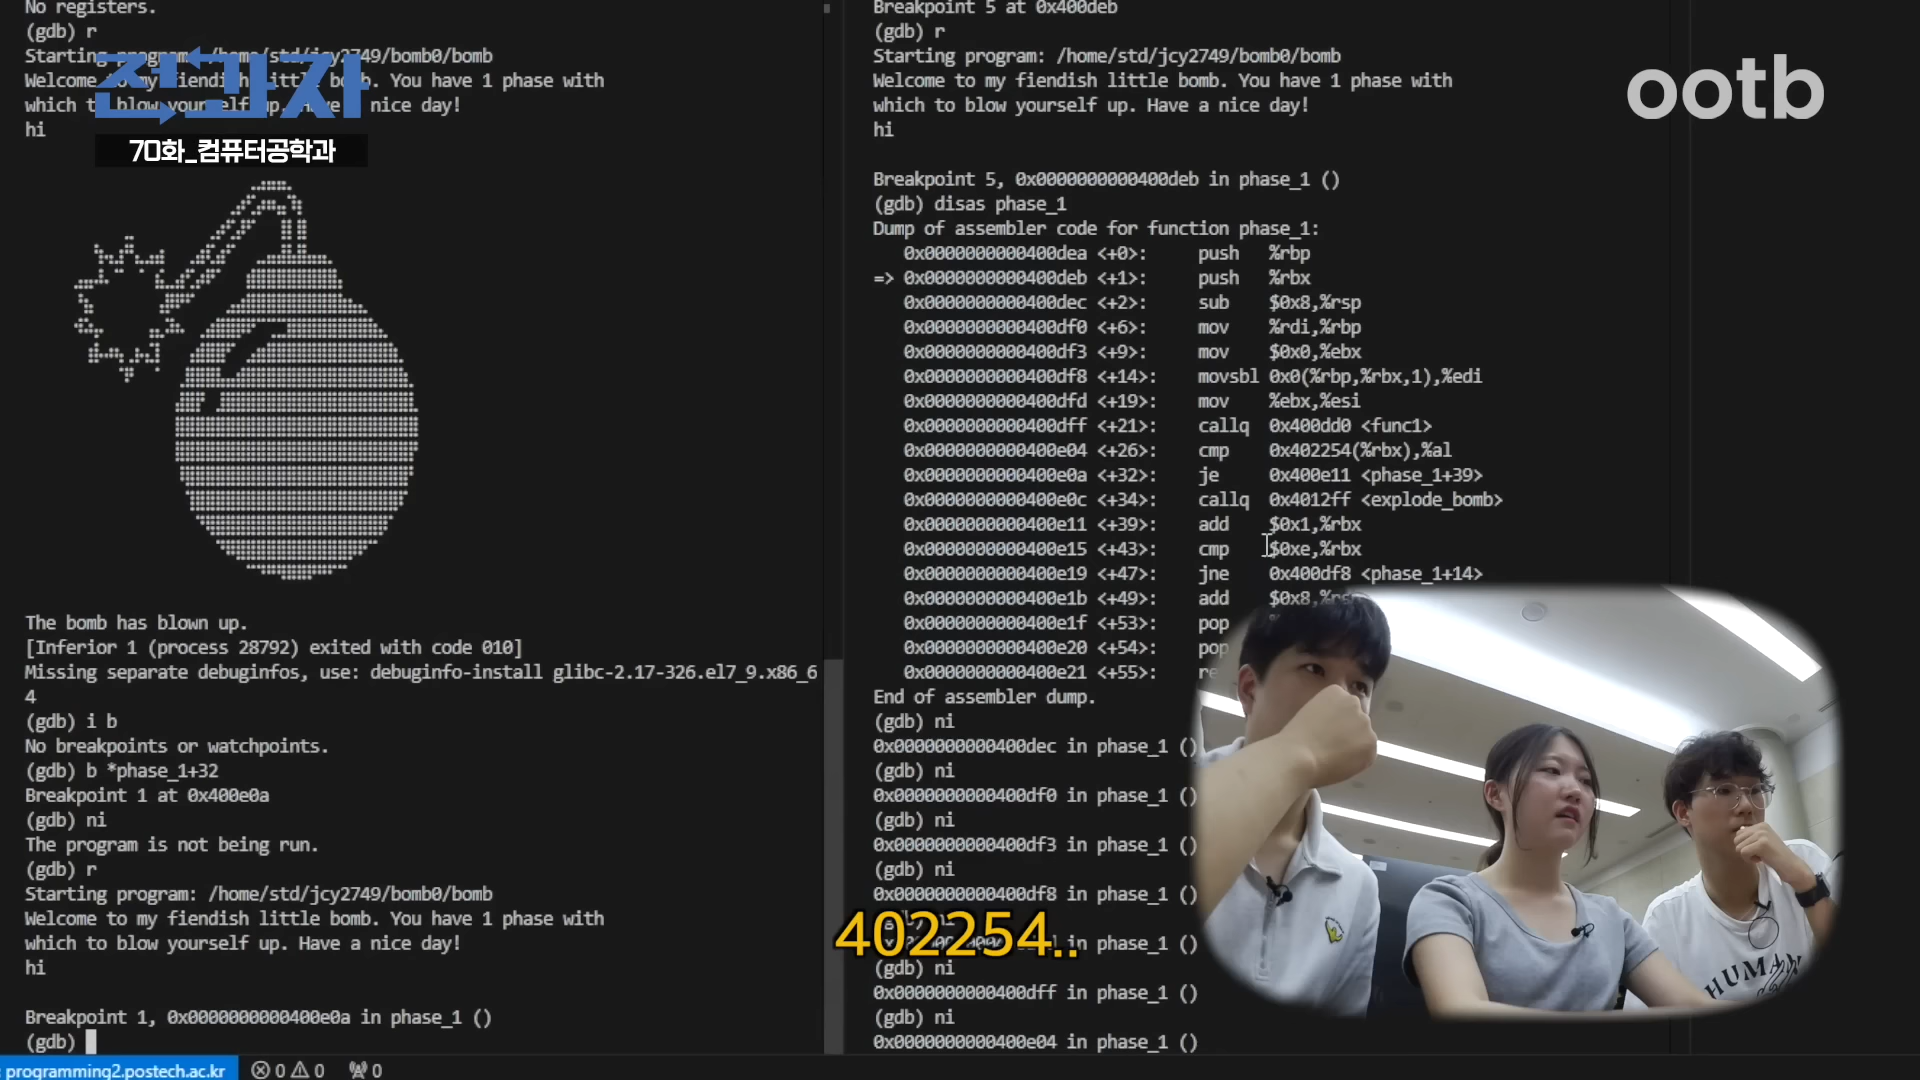 No registers.
(gdb) r
Starting program: /home/std/jcy2749/bomb0/bomb
Welcome to my fiendish little bomb. You have 1 phase with
which to blow yourself up. Have a nice day!
hi
전과자
70화_컴퓨터공학과
The bomb has blown up.
[Inferior 1 (process 28792) exited with code 010]
Missing separate debuginfos, use: debuginfo-install glibc-2.17-326.el7_9.x86_6
4
(gdb) i b
No breakpoints or watchpoints.
(gdb) b *phase_1+32
Breakpoint 1 at 0x400e0a
(gdb) ni
The program is not being run.
(gdb) r
Starting program: /home/std/jcy2749/bomb0/bomb
Welcome to my fiendish little bomb. You have 1 phase with
which to blow yourself up. Have a nice day!
hi
Breakpoint 1, 0x0000000000400e0a in phase_1 ()
(gdb)
Breakpoint 5 at 0x400deb
(gdb) r
Starting program: /home/std/jcy2749/bomb0/bomb
Welcome to my fiendish little bomb. You have 1 phase with
which to blow yourself up. Have a nice day!
hi
Breakpoint 5, 0x0000000000400deb in phase_1 ()
(gdb) disas phase_1
Dump of assembler code for function phase_1:
0x0000000000400dea <+0>: push %rbp
=> 0x0000000000400deb <+1>: push %rbx
0x0000000000400dec <+2>: sub $0x8,%rsp
0x0000000000400df0 <+6>: mov %rdi,%rbp
0x0000000000400df3 <+9>: mov $0x0,%ebx
0x0000000000400df8 <+14>: movsbl 0x0(%rbp,%rbx,1),%edi
0x0000000000400dfd <+19>: mov %ebx,%esi
0x0000000000400dff <+21>: callq 0x400dd0 <func1>
0x0000000000400e04 <+26>: cmp 0x402254(%rbx),%al
0x0000000000400e0a <+32>: je 0x400e11 <phase_1+39>
0x0000000000400e0c <+34>: callq 0x4012ff <explode_bomb>
0x0000000000400e11 <+39>: add $0x1,%rbx
0x0000000000400e15 <+43>: cmp $0xe,%rbx
0x0000000000400e19 <+47>: jne 0x400df8 <phase_1+14>
0x0000000000400e1b <+49>: add $0x8,%rsp
0x0000000000400e1f <+53>: pop
0x0000000000400e20 <+54>: pop
0x0000000000400e21 <+55>: re
End of assembler dump.
(gdb) ni
0x0000000000400dec in phase_1 ()
(gdb) ni
0x0000000000400df0 in phase_1 ()
(gdb) ni
0x0000000000400df3 in phase_1 ()
(gdb) ni
0x0000000000400df8 in phase_1 ()
in phase_1 ()
(gdb) ni
0x0000000000400dff in phase_1 ()
(gdb) ni
0x0000000000400e04 in phase_1 ()
402254..
ootb
HUMAN
programming2.postech.ac.kr
0 0 0